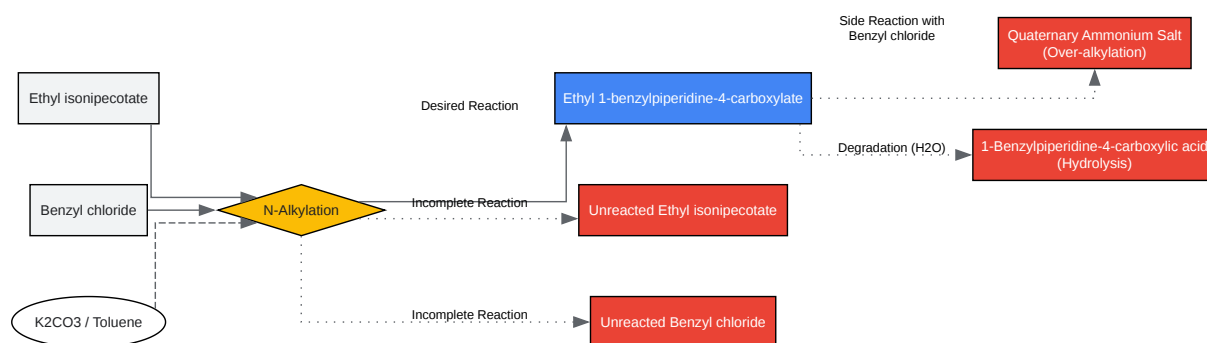 Side Reaction with
Benzyl chloride
Quaternary Ammonium Salt
(Over-alkylation)
Ethyl isonipecotate
Desired Reaction
Ethyl 1-benzylpiperidine-4-carboxylate
Degradation (H2O)
1-Benzylpiperidine-4-carboxylic acid
(Hydrolysis)
Benzyl chloride
N-Alkylation
Incomplete Reaction
Unreacted Ethyl isonipecotate
K2CO3 / Toluene
Incomplete Reaction
Unreacted Benzyl chloride